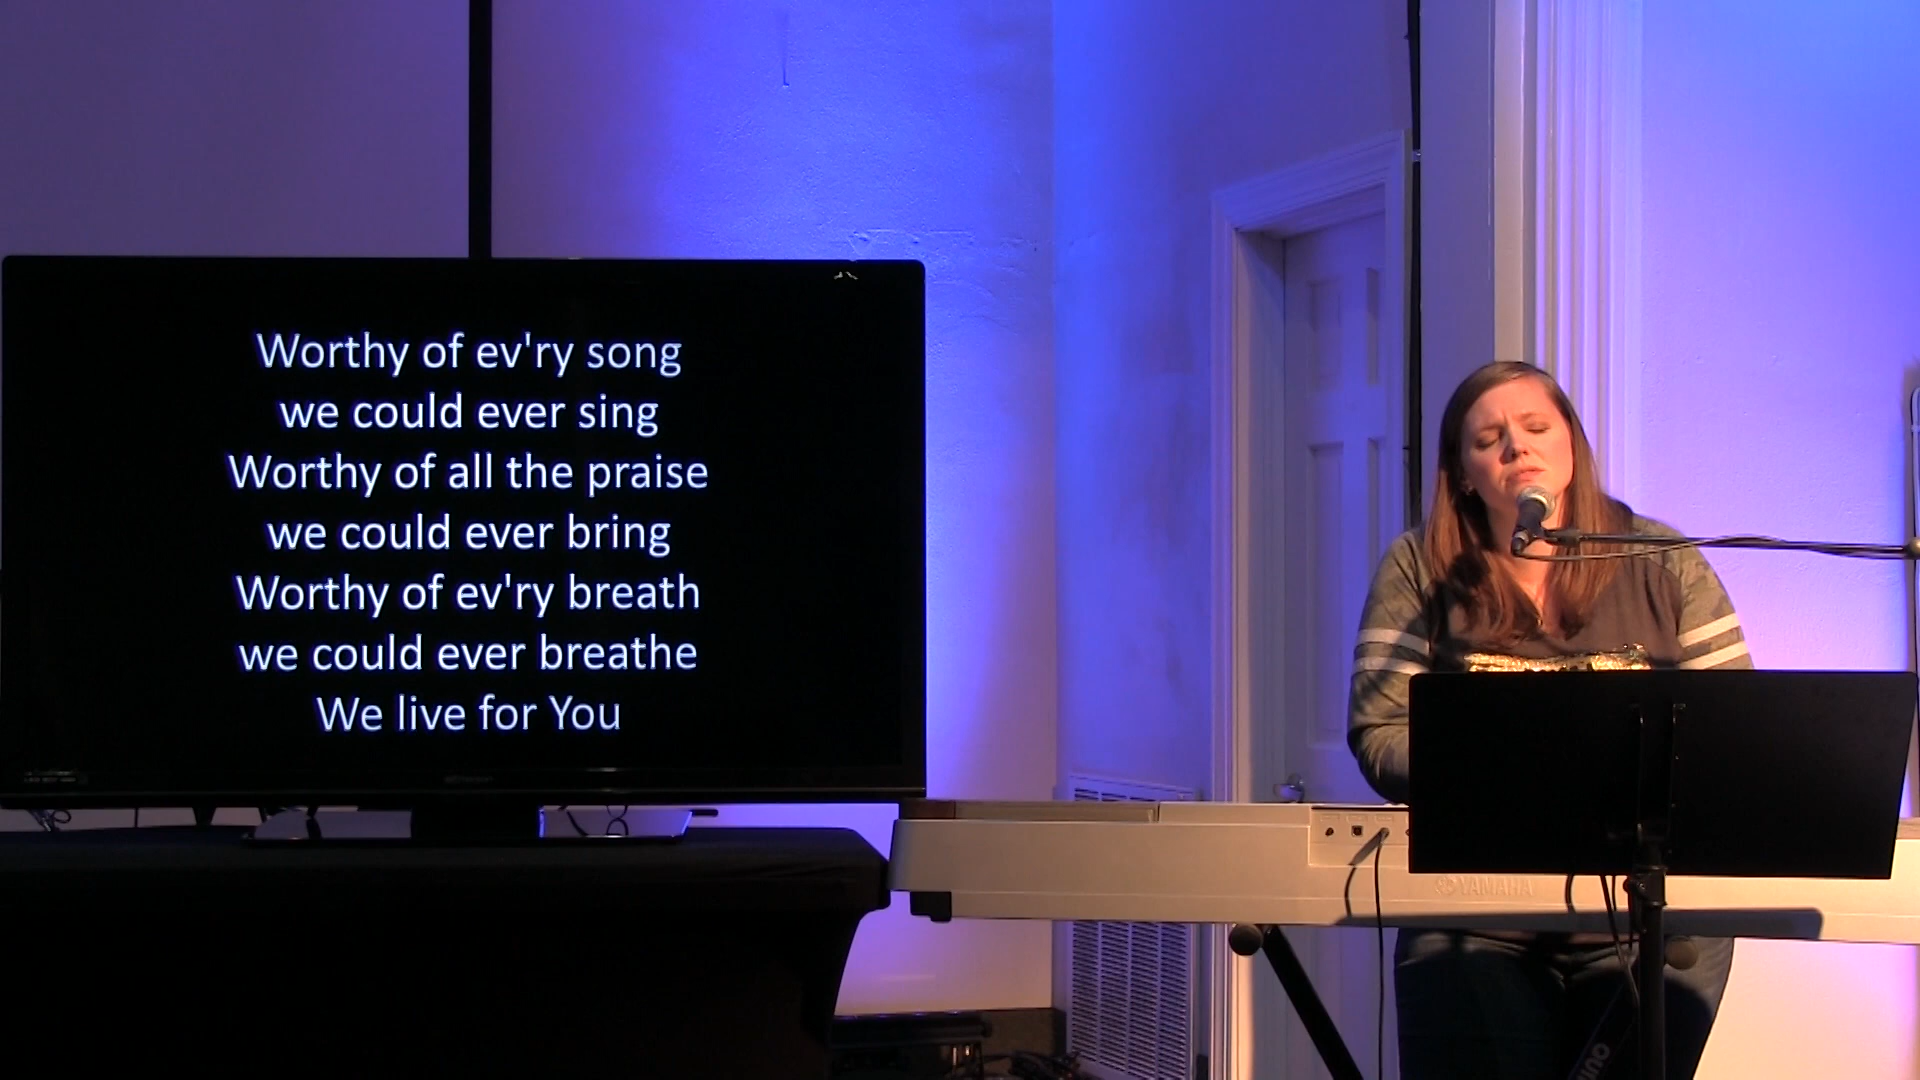 Worthy of ev'ry song
we could ever sing
Worthy of all the praise
we could ever bring
Worthy of ev'ry breath
we could ever breathe
We live for You
YAMAHA